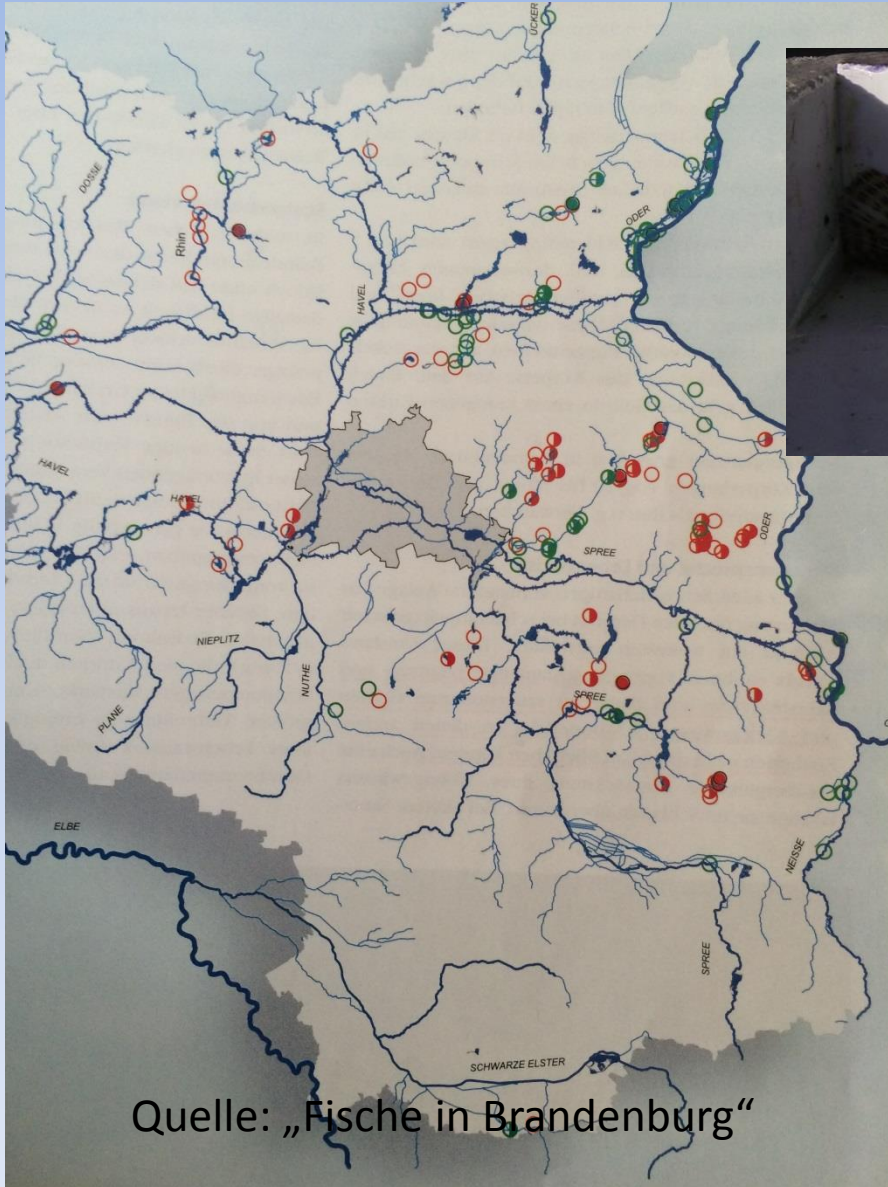 ÜCKER
DOSSE
Rhin
ODER
HAVEL
HAVEL
HAVEL
ODER
SPREE
NIEPLITZ
NUTHE
PLANE
SPREE
ELBE
NEISSE
SPREE
SCHWARZE ELSTER
Quelle: „Fische in Brandenburg“